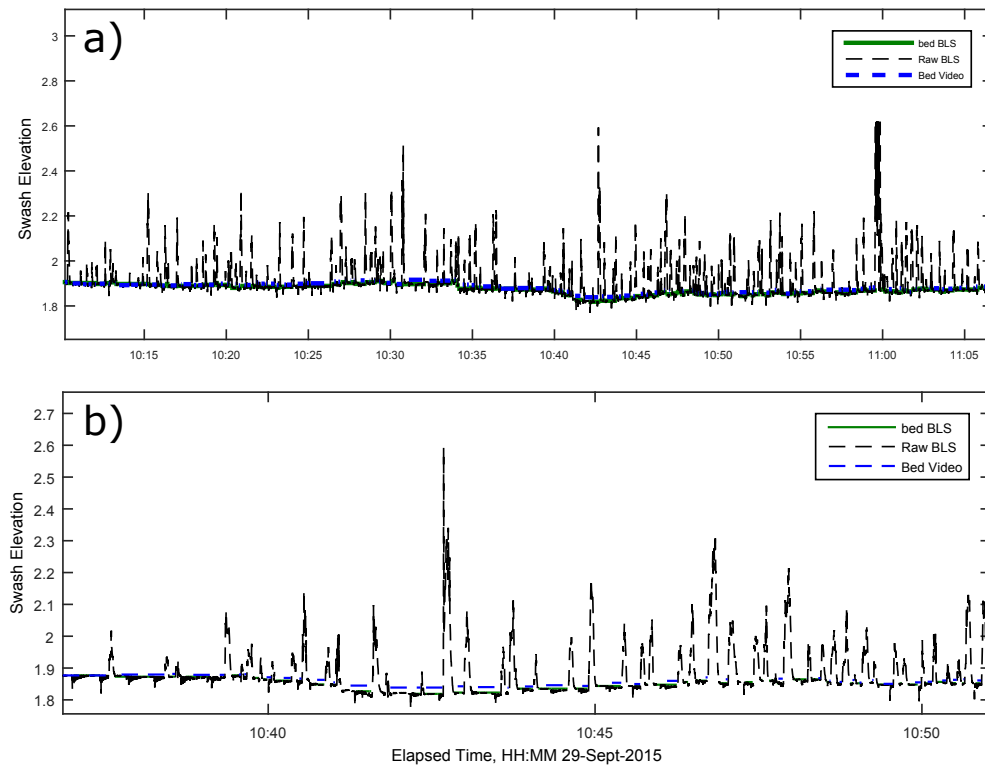 a)
Swash Elevation
3
2.8
2.6
2.4
2.2
2
1.8
bed BLS
Raw BLS
Bed Video
10:15 10:20 10:25 10:30 10:35 10:40 10:45 10:50 10:55 11:00 11:05
b)
Swash Elevation
2.7
2.6
2.5
2.4
2.3
2.2
2.1
2
1.9
1.8
bed BLS
Raw BLS
Bed Video
10:40 10:45 10:50
Elapsed Time, HH:MM 29-Sept-2015